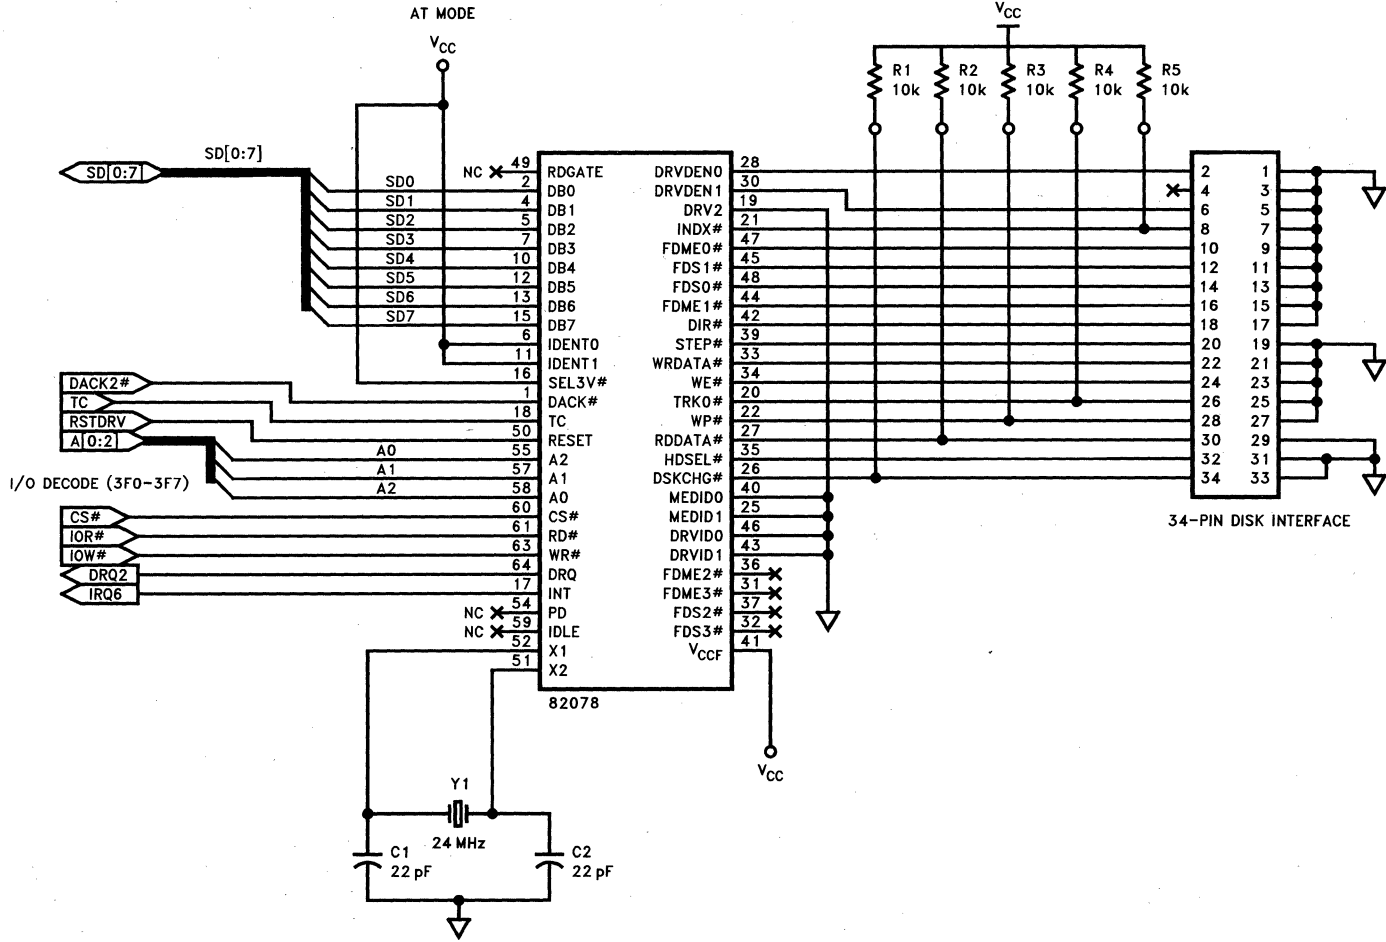 AT MODE
VCC
VCC
R1 10k
R2 10k
R3 10k
R4 10k
R5 10k
SD[0:7]
SD[0:7]
SD0
SD1
SD2
SD3
SD4
SD5
SD6
SD7
DACK2#
TC
RSTDRV
A[0:2]
A0
A1
A2
I/O DECODE (3F0-3F7)
CS#
IOR#
IOW#
DRQ2
IRQ6
NC 49 RDGATE
2 DB0
4 DB1
5 DB2
7 DB3
10 DB4
12 DB5
13 DB6
15 DB7
6 IDENT0
11 IDENT1
16 SEL3V#
1 DACK#
18 TC
50 RESET
55 A2
57 A1
58 A0
60 CS#
61 RD#
63 WR#
64 DRQ
17 INT
NC 54 PD
NC 59 IDLE
52 X1
51 X2
DRVDEN0 28
DRVDEN1 30
DRV2 19
INDX# 21
FDME0# 47
FDS1# 45
FDS0# 48
FDME1# 44
DIR# 42
STEP# 39
WRDATA# 33
WE# 34
TRK0# 20
WP# 22
RDDATA# 27
HDSEL# 35
DSKCHG# 26
MEDID0 40
MEDID1 25
DRVID0 46
DRVID1 43
FDME2# 36
FDME3# 31
FDS2# 37
FDS3# 32
VCCF 41
82078
VCC
2 1
4 3
6 5
8 7
10 9
12 11
14 13
16 15
18 17
20 19
22 21
24 23
26 25
28 27
30 29
32 31
34 33
34-PIN DISK INTERFACE
Y1
24 MHz
C1
22 pF
C2
22 pF